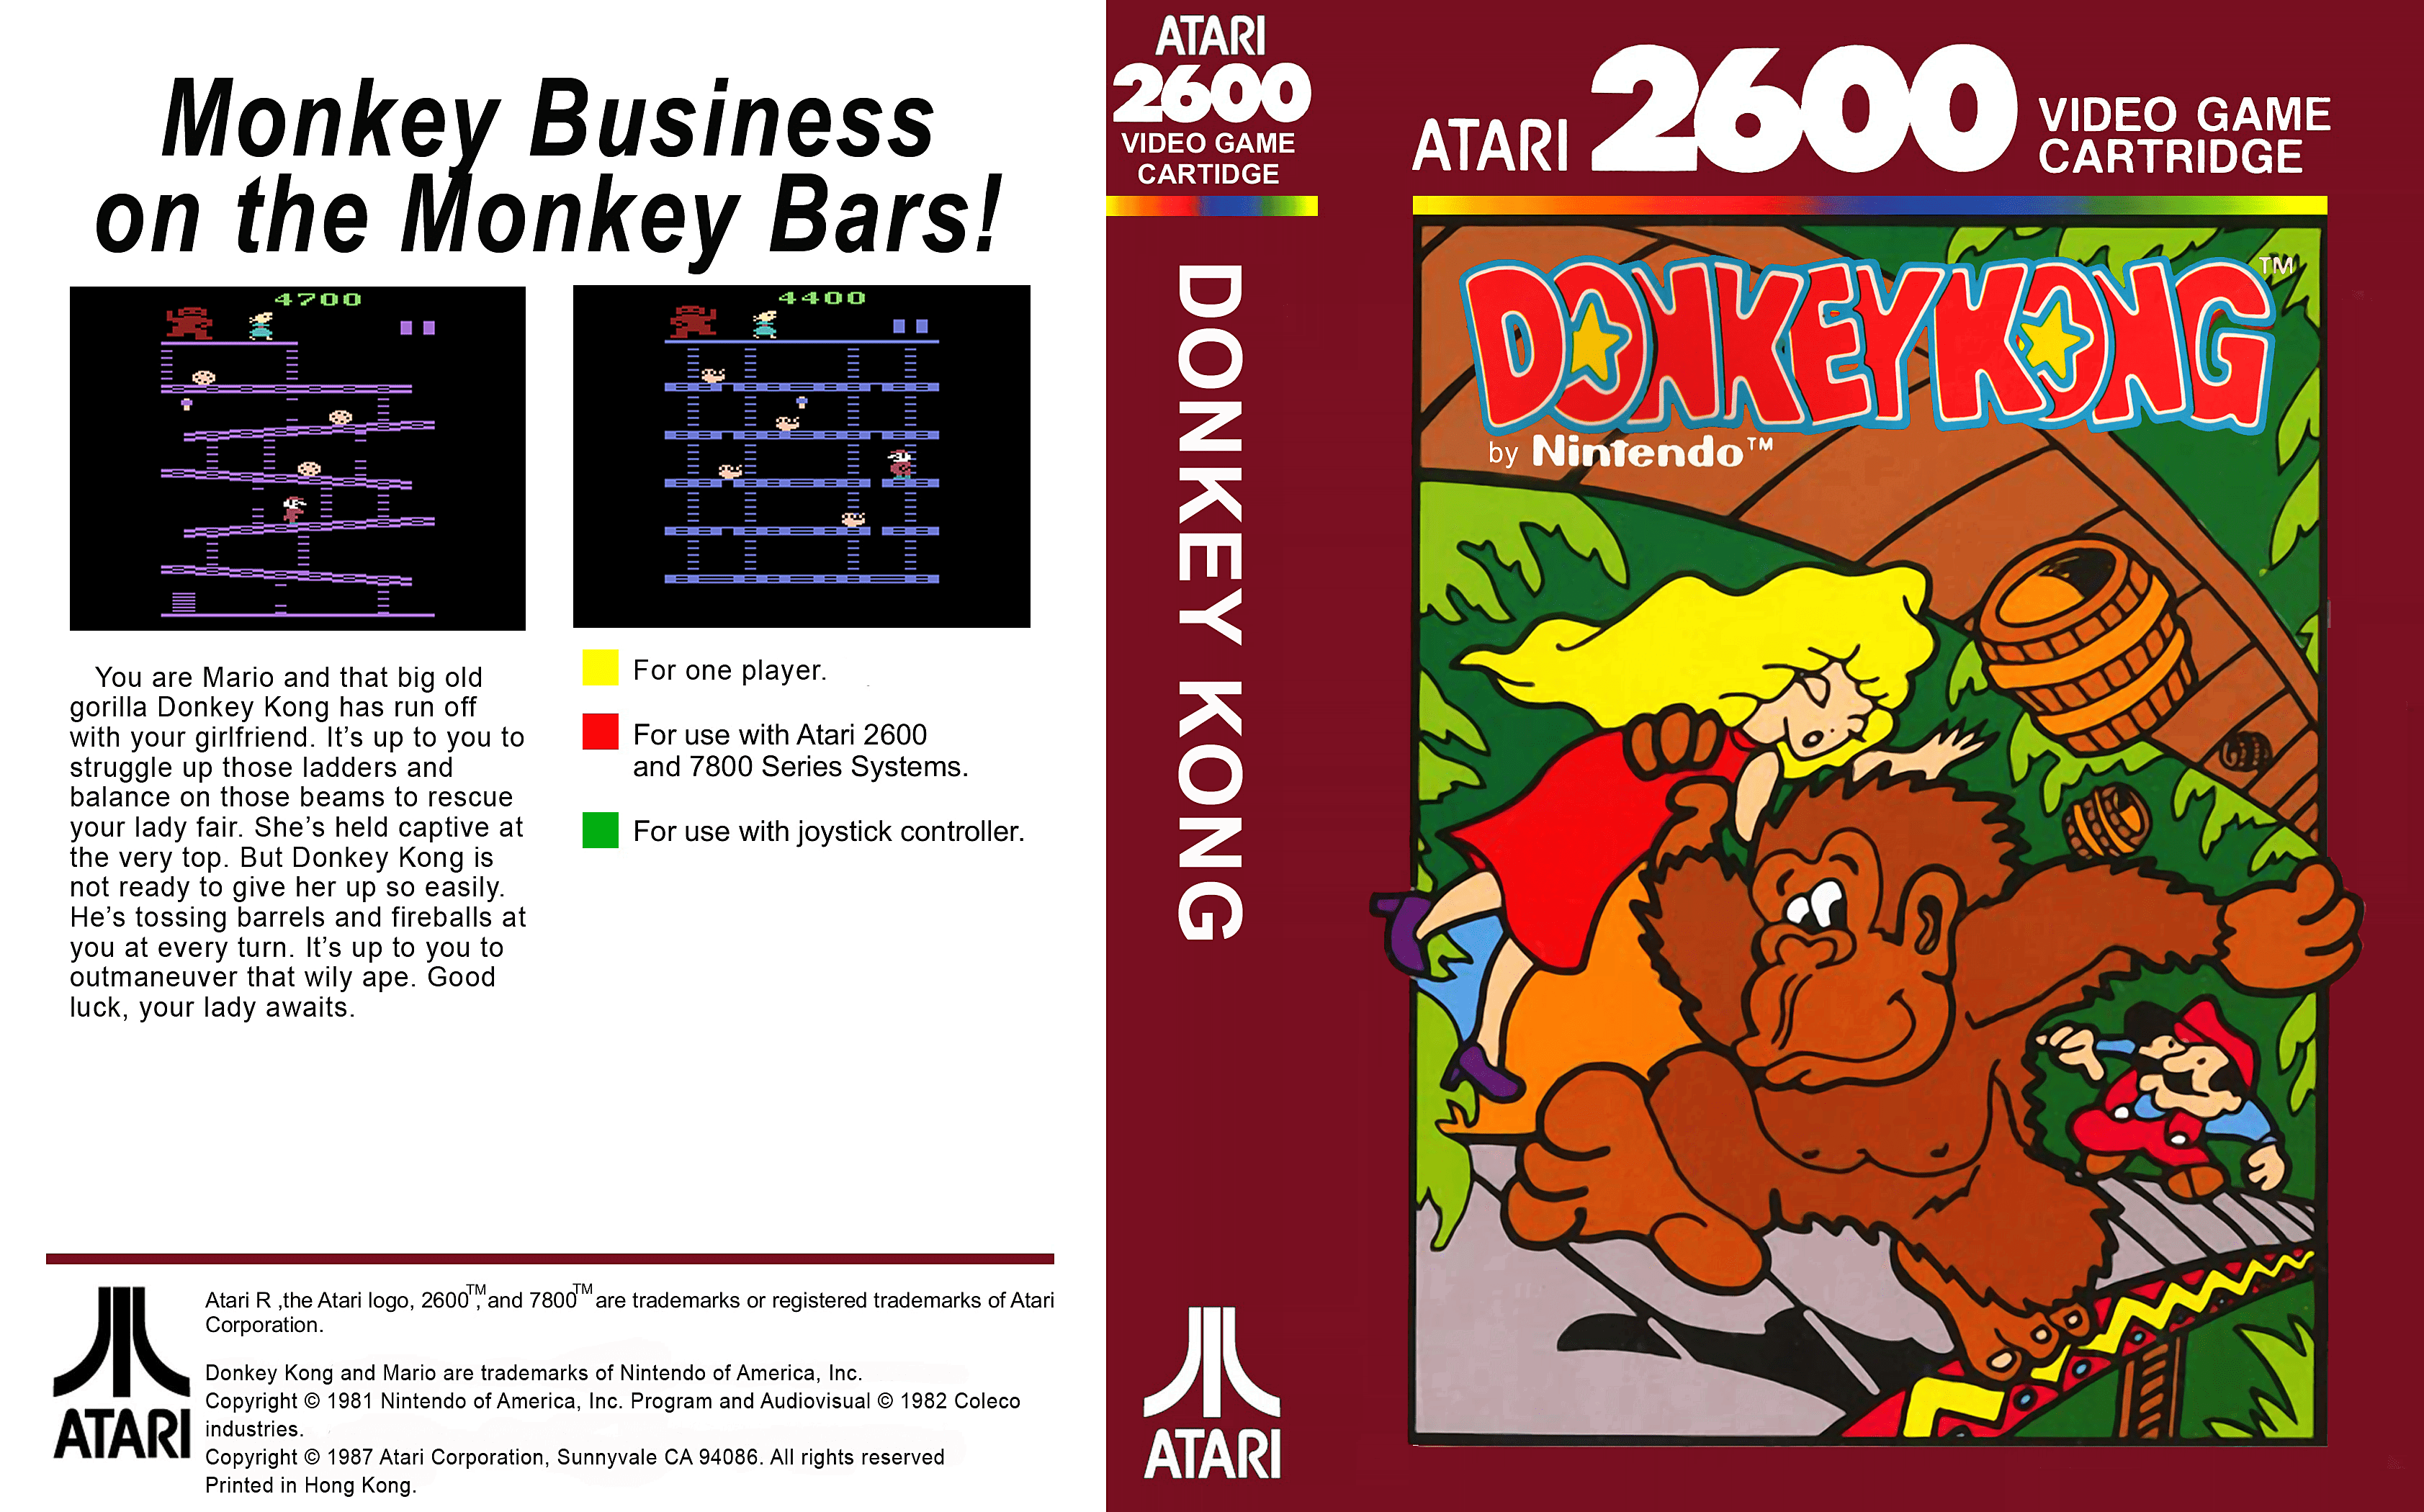 Monkey Business
on the Monkey Bars!
4700
4400
You are Mario and that big old
gorilla Donkey Kong has run off
with your girlfriend. It's up to you to
struggle up those ladders and
balance on those beams to rescue
your lady fair. She's held captive at
the very top. But Donkey Kong is
not ready to give her up so easily.
He's tossing barrels and fireballs at
you at every turn. It's up to you to
outmaneuver that wily ape. Good
luck, your lady awaits.
For one player.
For use with Atari 2600
and 7800 Series Systems.
For use with joystick controller.
ATARI
Atari R ,the Atari logo, 2600™, and 7800™ are trademarks or registered trademarks of Atari
Corporation.
Donkey Kong and Mario are trademarks of Nintendo of America, Inc.
Copyright © 1981 Nintendo of America, Inc. Program and Audiovisual © 1982 Coleco
industries.
Copyright © 1987 Atari Corporation, Sunnyvale CA 94086. All rights reserved
Printed in Hong Kong.
ATARI
2600
VIDEO GAME
CARTIDGE
DONKEY KONG
ATARI
ATARI 2600 VIDEO GAME
CARTRIDGE
DONKEY KONG™
by Nintendo™